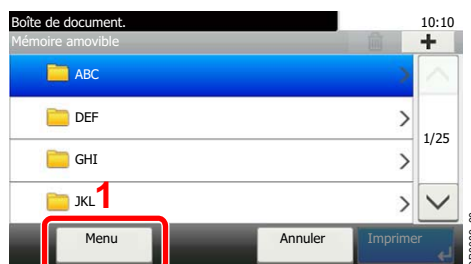 Boîte de document.
10:10
Mémoire amovible
+
ABC
DEF
1/25
GHI
JKL
1
Menu
Annuler
Imprimer